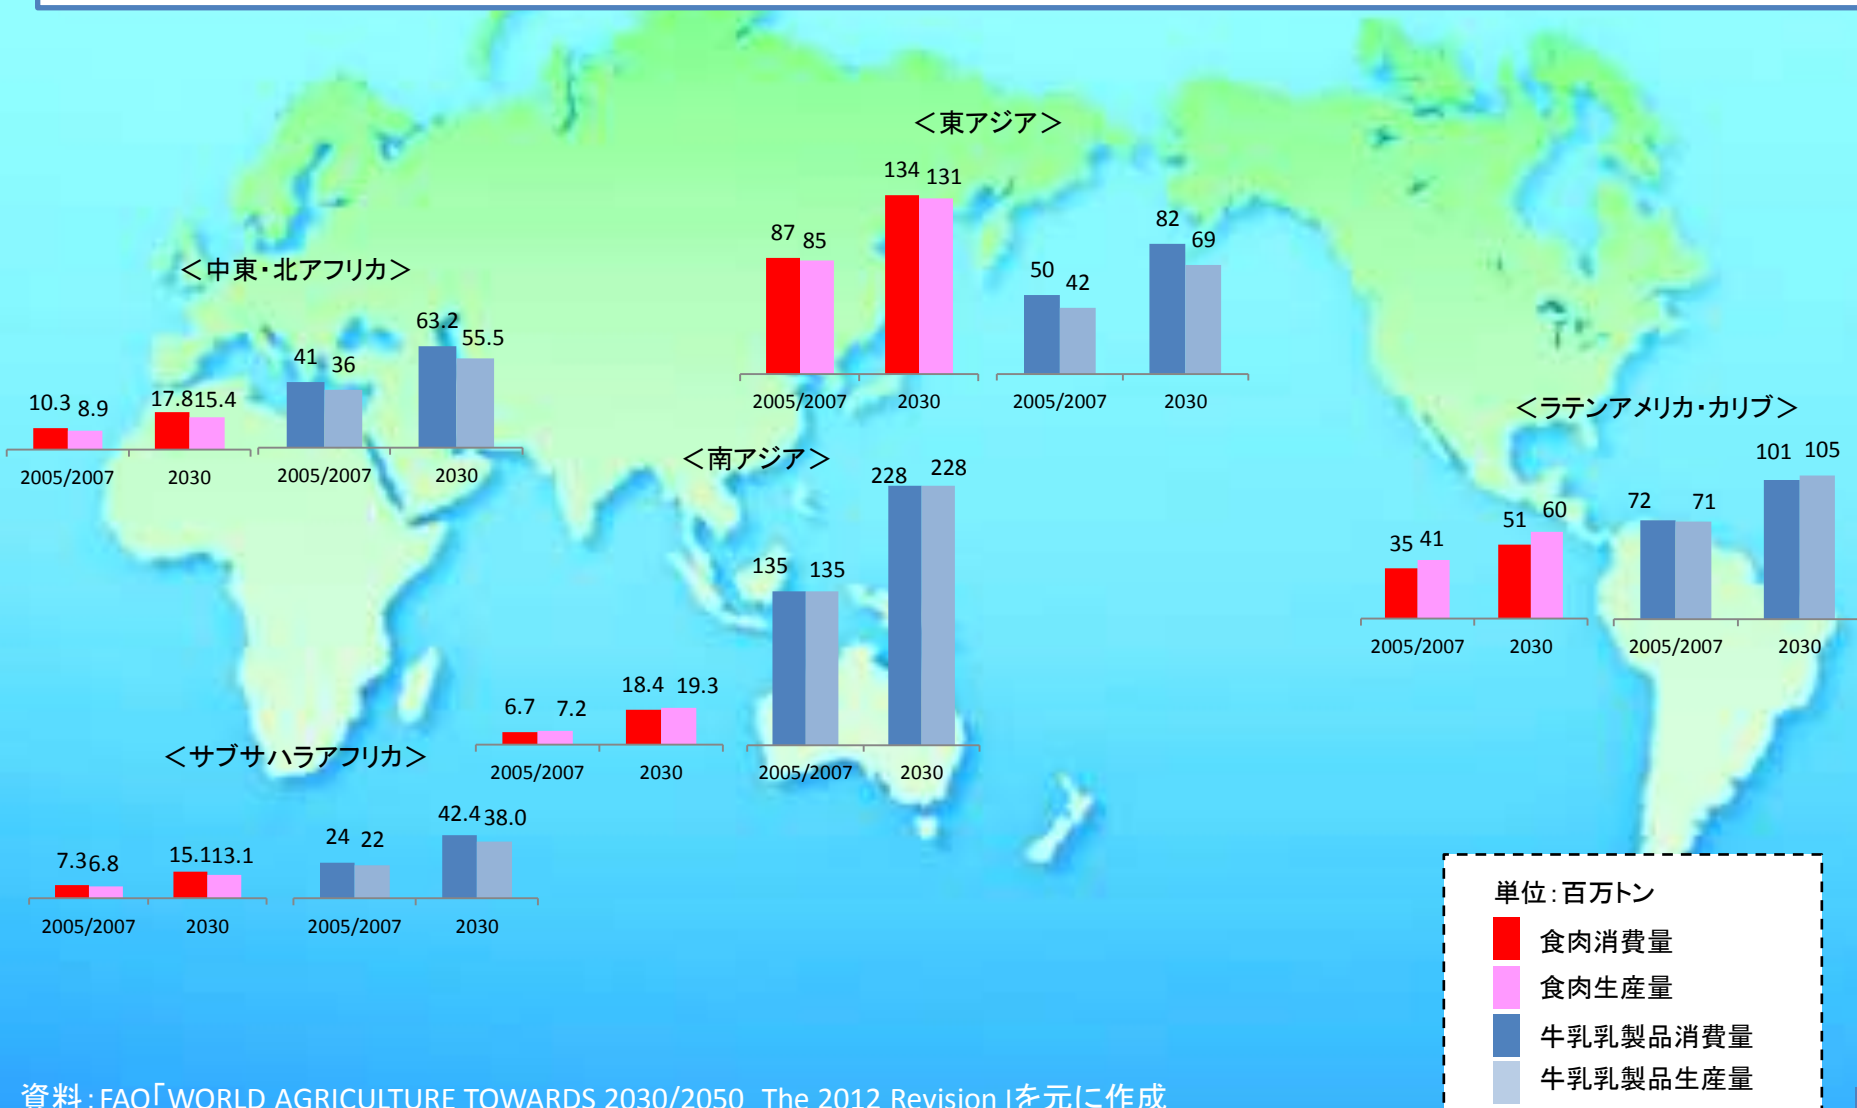 ＜東アジア＞
134 131
87 85
2005/2007 2030
82 69
50 42
2005/2007 2030
＜中東・北アフリカ＞
10.3 8.9 17.8 15.4
2005/2007 2030
41 36 63.2 55.5
2005/2007 2030
＜ラテンアメリカ・カリブ＞
35 41 51 60
2005/2007 2030
72 71 101 105
2005/2007 2030
＜南アジア＞
6.7 7.2 18.4 19.3
2005/2007 2030
135 135 228 228
2005/2007 2030
＜サブサハラアフリカ＞
7.3 6.8 15.1 13.1
2005/2007 2030
24 22 42.4 38.0
2005/2007 2030
単位：百万トン
食肉消費量
食肉生産量
牛乳乳製品消費量
牛乳乳製品生産量
資料：FAO「WORLD AGRICULTURE TOWARDS 2030/2050 The 2012 Revision」を元に作成